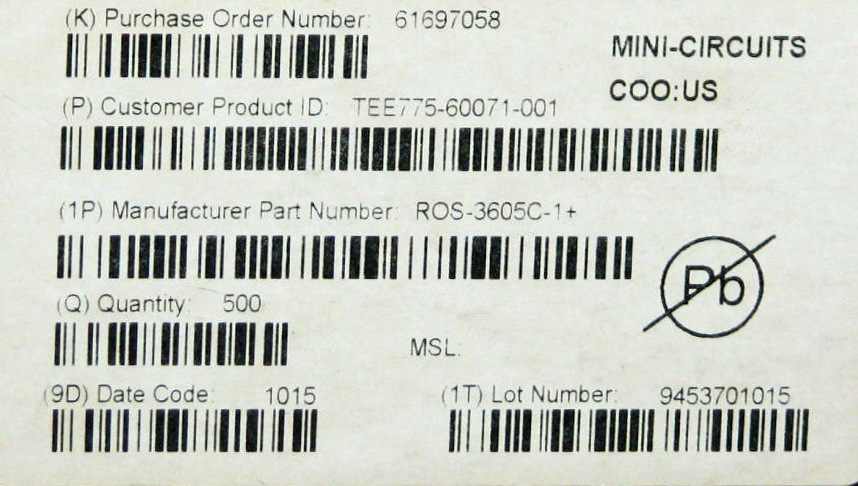 (K) Purchase Order Number: 61697058
MINI-CIRCUITS
COO:US
(P) Customer Product ID: TEE775-60071-001
(1P) Manufacturer Part Number: ROS-3605C-1+
Pb
(Q) Quantity: 500
MSL:
(9D) Date Code: 1015
(1T) Lot Number: 9453701015